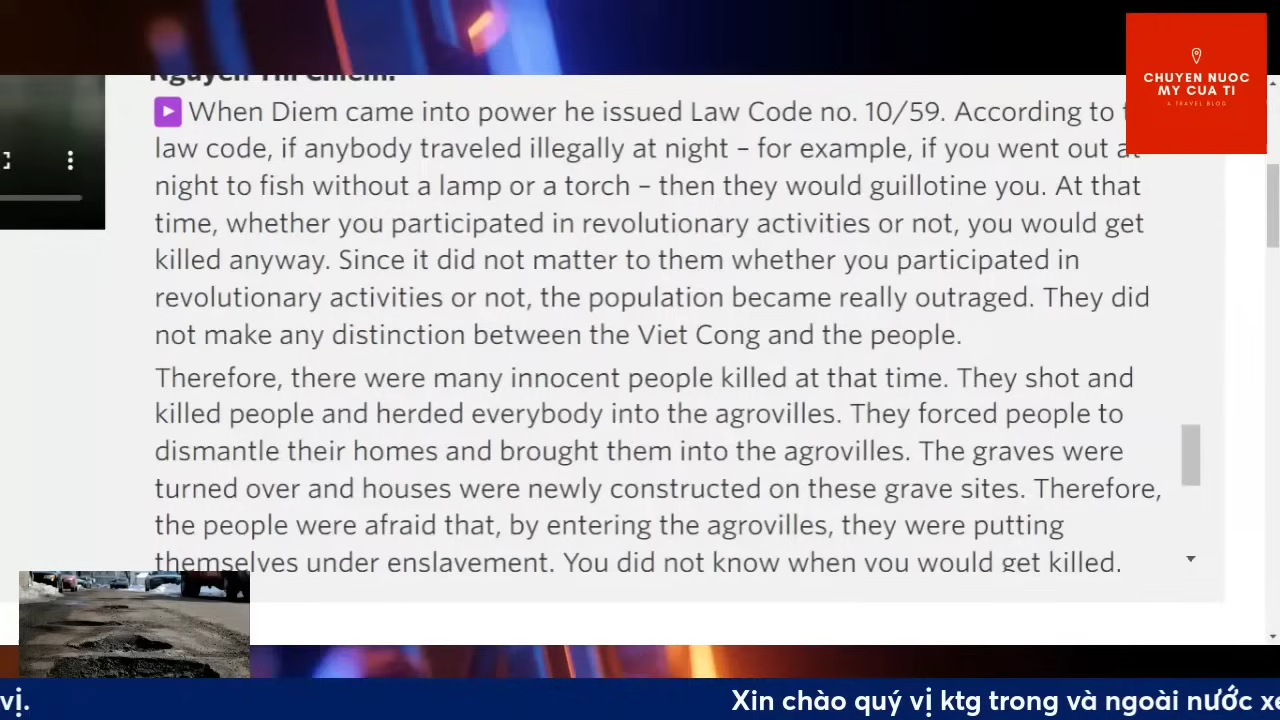 Nguyen Thi Chiem:
When Diem came into power he issued Law Code no. 10/59. According to
law code, if anybody traveled illegally at night – for example, if you went out at
night to fish without a lamp or a torch – then they would guillotine you. At that
time, whether you participated in revolutionary activities or not, you would get
killed anyway. Since it did not matter to them whether you participated in
revolutionary activities or not, the population became really outraged. They did
not make any distinction between the Viet Cong and the people.
Therefore, there were many innocent people killed at that time. They shot and
killed people and herded everybody into the agrovilles. They forced people to
dismantle their homes and brought them into the agrovilles. The graves were
turned over and houses were newly constructed on these grave sites. Therefore,
the people were afraid that, by entering the agrovilles, they were putting
themselves under enslavement. You did not know when you would get killed.
CHUYEN NUOC
MY CUA TI
A TRAVEL BLOG
vị. Xin chào quý vị ktg trong và ngoài nước